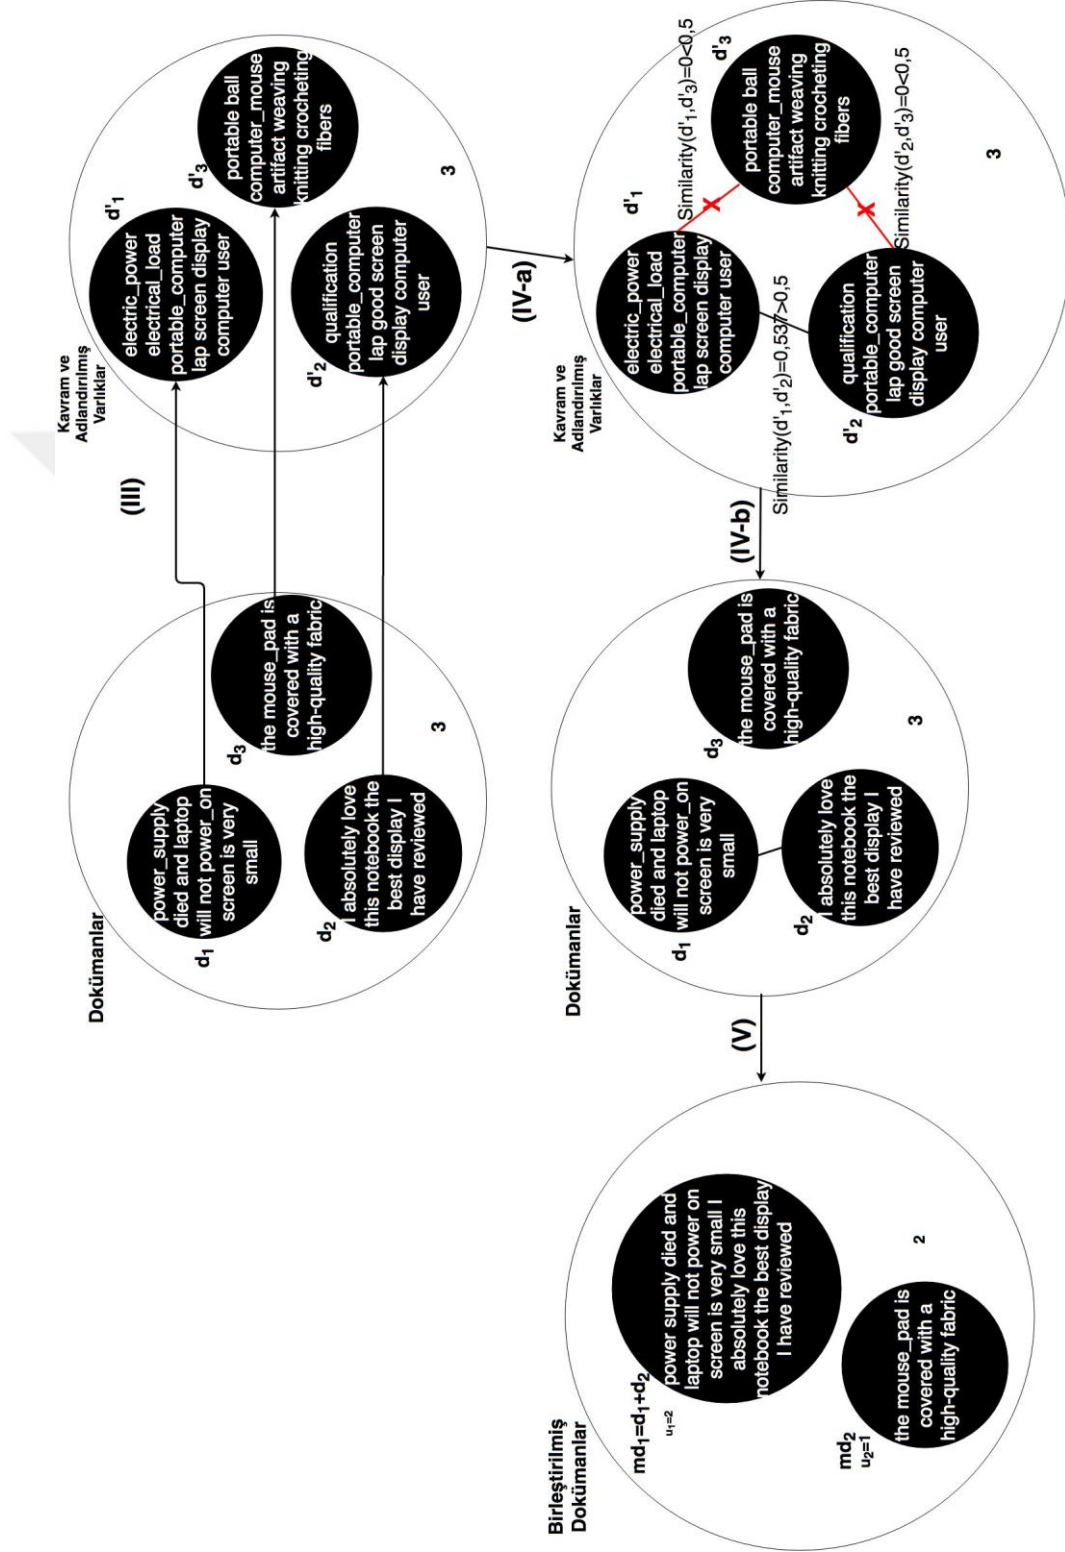 Dokümanlar
d1
power_supply
died and laptop
will not power_on
screen is very
small
d2
I absolutely love
this notebook the
best display I
have reviewed
d3
the mouse_pad is
covered with a
high-quality fabric
3
(III)
Kavram ve
Adlandırılmış
Varlıklar
d'1
electric_power
electrical_load
portable_computer
lap screen display
computer user
d'2
qualification
portable_computer
lap good screen
display computer
user
d'3
portable ball
computer_mouse
artifact weaving
knitting crocheting
fibers
3
(IV-a)
Kavram ve
Adlandırılmış
Varlıklar
d'1
electric_power
electrical_load
portable_computer
lap screen display
computer user
Similarity(d'1,d'3)=0<0,5
X
d'3
portable ball
computer_mouse
artifact weaving
knitting crocheting
fibers
Similarity(d'1,d'2)=0,537>0,5
X
Similarity(d'2,d'3)=0<0,5
d'2
qualification
portable_computer
lap good screen
display computer
user
3
(IV-b)
Dokümanlar
d1
power_supply
died and laptop
will not power_on
screen is very
small
d2
I absolutely love
this notebook the
best display I
have reviewed
d3
the mouse_pad is
covered with a
high-quality fabric
3
(V)
Birleştirilmiş
Dokümanlar
md1=d1+d2
u1=2
power supply died and
laptop will not power on
screen is very small I
absolutely love this
notebook the best display
I have reviewed
md2
u2=1
the mouse_pad is
covered with a
high-quality fabric
2